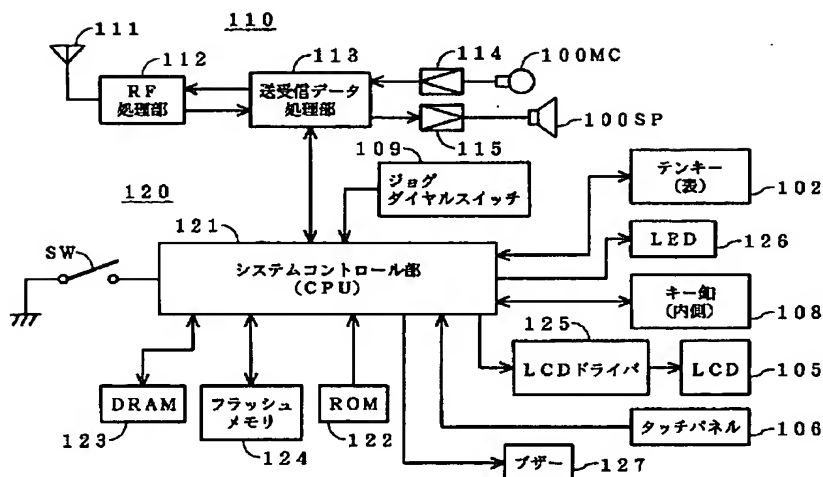 110
111
112
113
114
100MC
RF
処理部
送受信データ
処理部
100SP
115
109
ジョグ
ダイヤルスイッチ
120
121
SW
システムコントロール部
(CPU)
テンキー
(表)
102
LED
126
キー釦
(内側)
108
125
LCDドライバ
LCD
105
DRAM
123
フラッシュ
メモリ
124
ROM
122
タッチパネル
106
ブザー
127